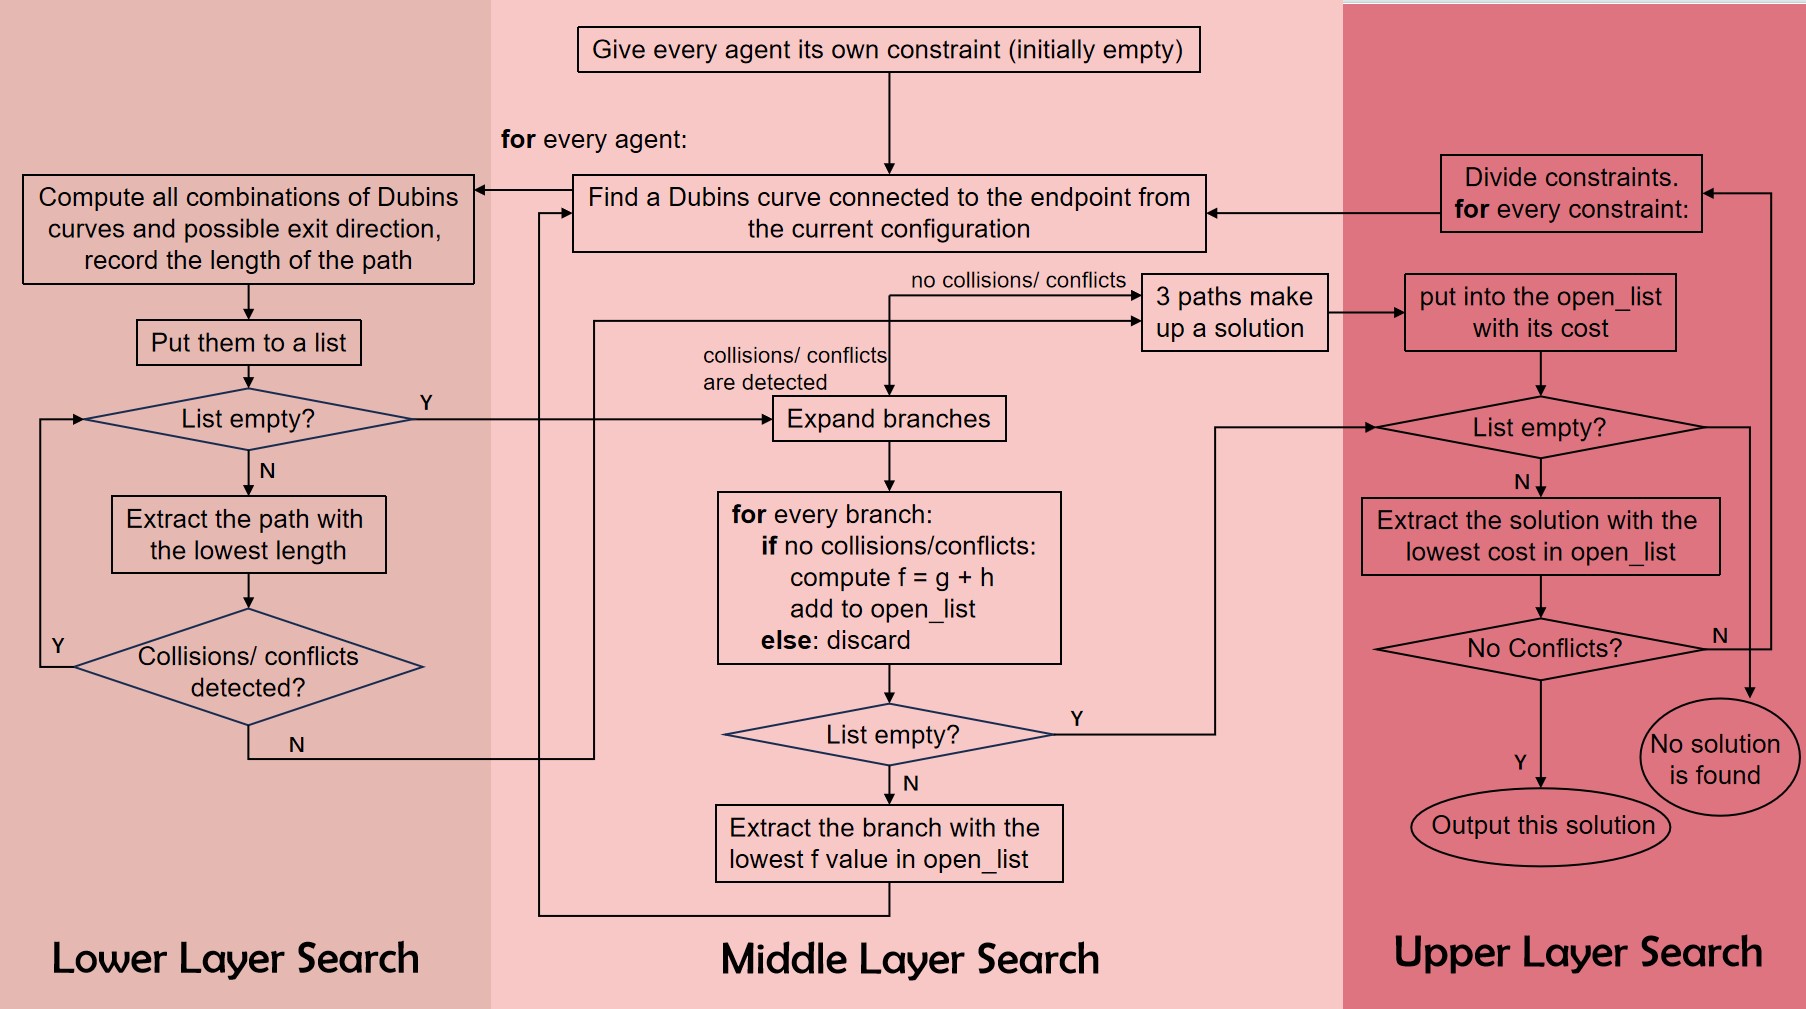 Give every agent its own constraint (initially empty)
for every agent:
Compute all combinations of Dubins
curves and possible exit direction,
record the length of the path
Find a Dubins curve connected to the endpoint from
the current configuration
Divide constraints.
for every constraint:
no collisions/ conflicts
3 paths make
up a solution
put into the open_list
with its cost
Put them to a list
collisions/ conflicts
are detected
List empty?
Y
Expand branches
List empty?
N
N
Extract the path with
the lowest length
for every branch:
if no collisions/conflicts:
compute f = g + h
add to open_list
else: discard
Extract the solution with the
lowest cost in open_list
Y
Collisions/ conflicts
detected?
No Conflicts?
N
N
List empty?
Y
N
Y
No solution
is found
Extract the branch with the
lowest f value in open_list
Output this solution
Lower Layer Search
Middle Layer Search
Upper Layer Search